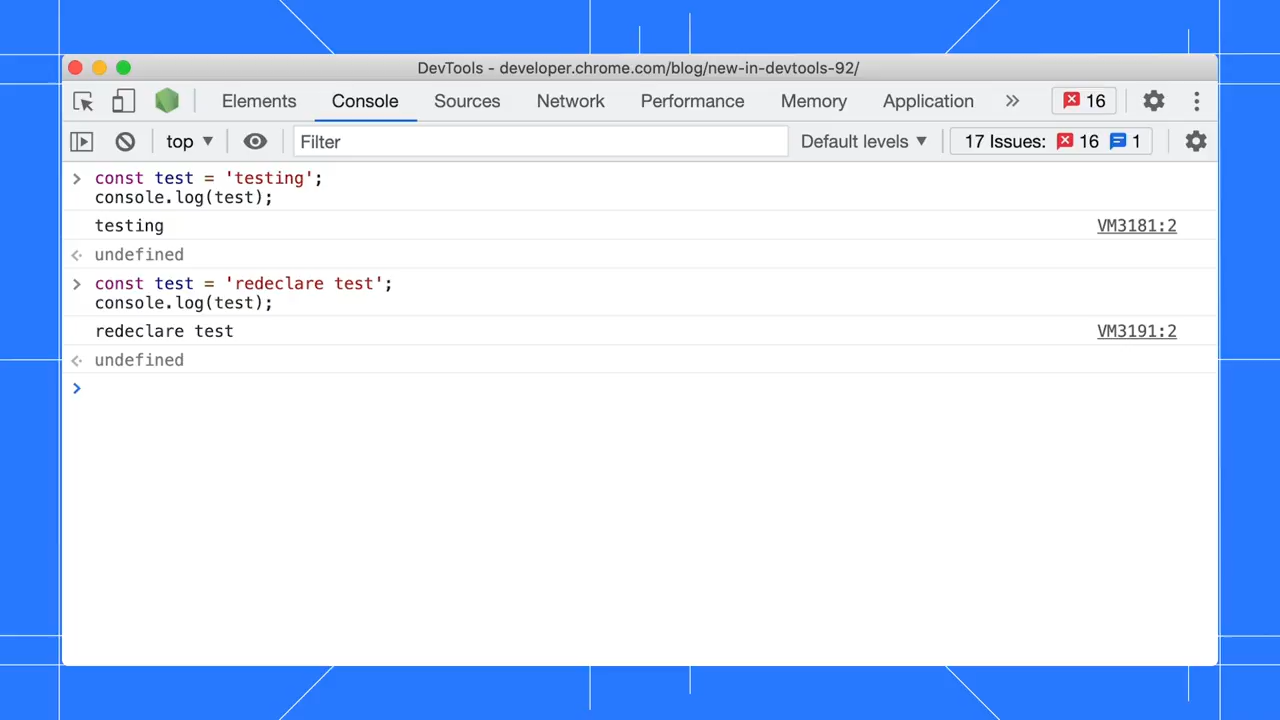 DevTools - developer.chrome.com/blog/new-in-devtools-92/
Elements Console Sources Network Performance Memory Application » 16
top ▼ Filter Default levels ▼ 17 Issues: 16 1
> const test = 'testing';
console.log(test);
testing VM3181:2
undefined
> const test = 'redeclare test';
console.log(test);
redeclare test VM3191:2
undefined
>